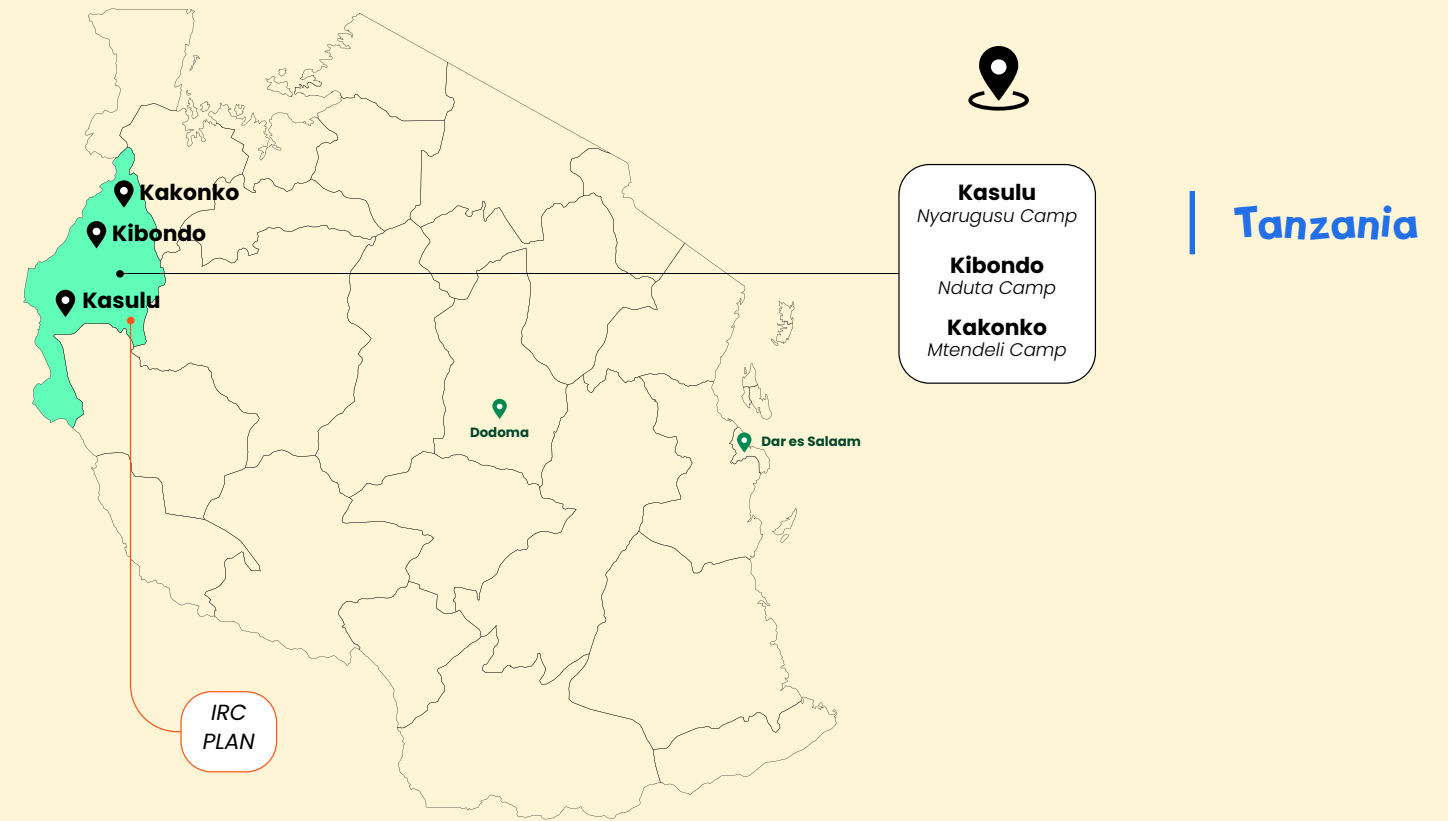 Kakonko
Kibondo
Kasulu
Dodoma
Dar es Salaam
IRC
PLAN
Kasulu
Nyarugusu Camp
Kibondo
Nduta Camp
Kakonko
Mtendeli Camp
Tanzania